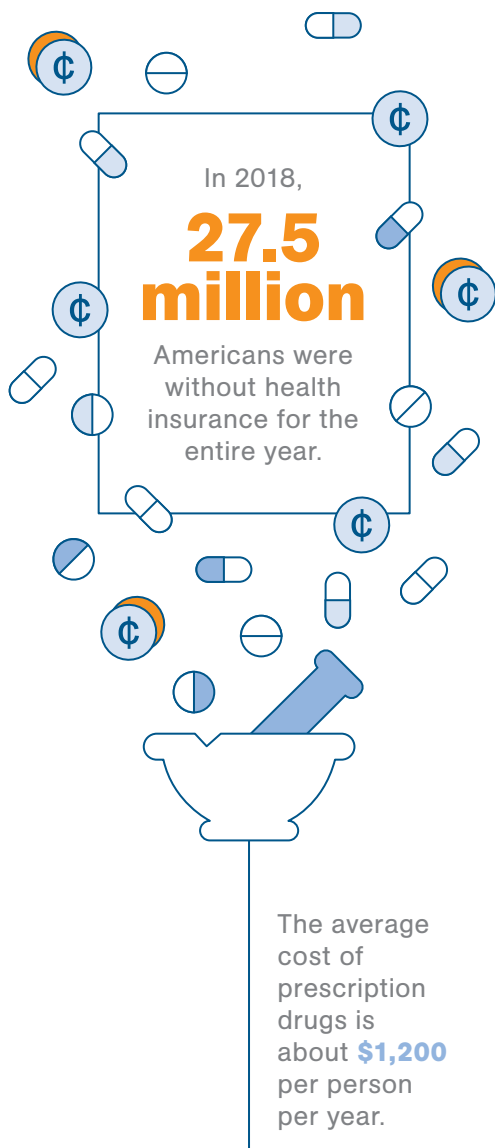 ¢
¢
In 2018,
27.5
million
¢
¢
Americans were
without health
insurance for the
entire year.
¢
¢
The average
cost of
prescription
drugs is
about $1,200
per person
per year.